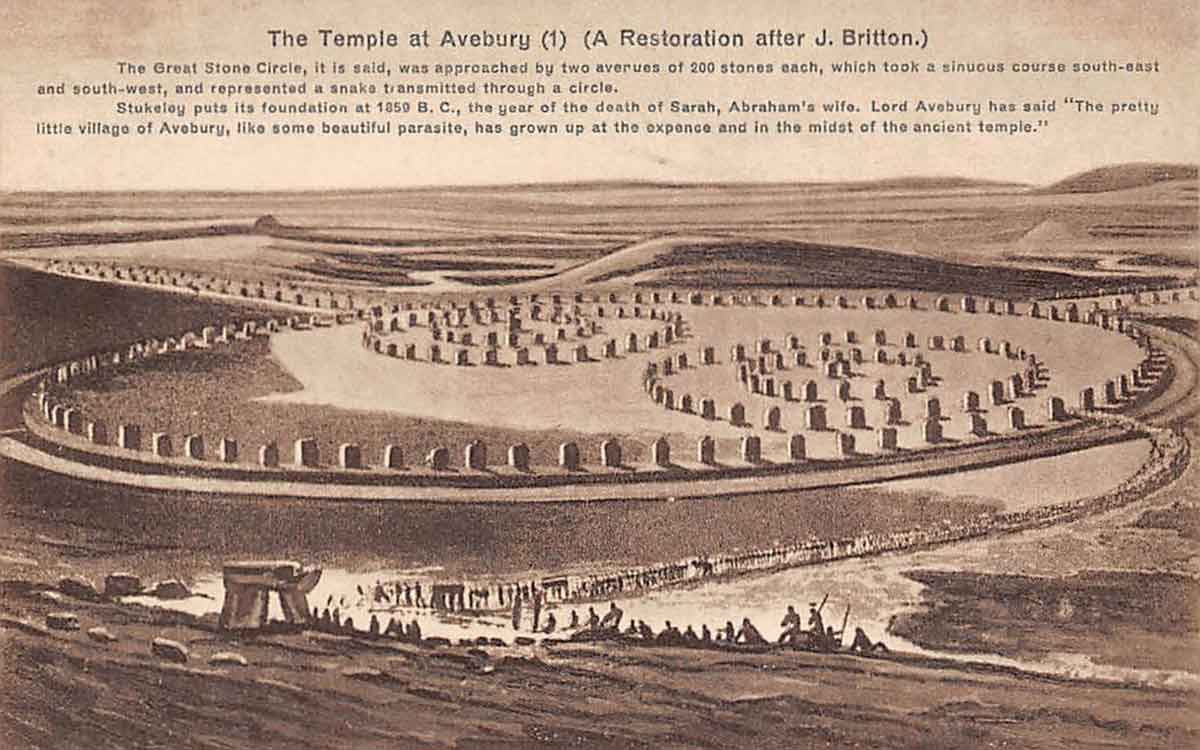 The Temple at Avebury (1) (A Restoration after J. Britton.)
The Great Stone Circle, it is said, was approached by two avenues of 200 stones each, which took a sinuous course south-east
and south-west, and represented a snake transmitted through a circle.
Stukeley puts its foundation at 1859 B. C., the year of the death of Sarah, Abraham's wife. Lord Avebury has said "The pretty
little village of Avebury, like some beautiful parasite, has grown up at the expence and in the midst of the ancient temple."